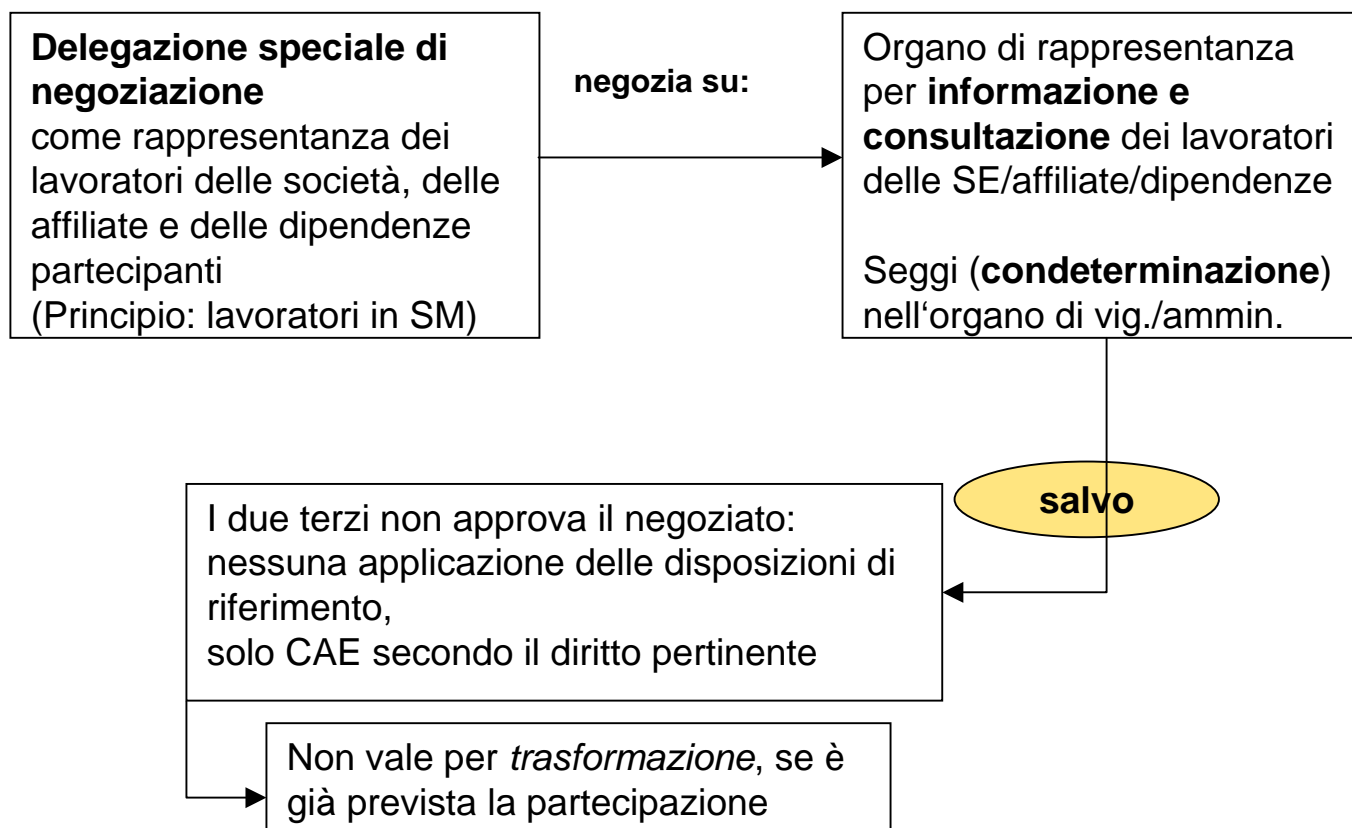 Delegazione speciale di
negoziazione
come rappresentanza dei
lavoratori delle società, delle
affiliate e delle dipendenze
partecipanti
(Principio: lavoratori in SM)
negozia su:
Organo di rappresentanza
per informazione e
consultazione dei lavoratori
delle SE/affiliate/dipendenze
Seggi (condeterminazione)
nell‘organo di vig./ammin.
salvo
I due terzi non approva il negoziato:
nessuna applicazione delle disposizioni di
riferimento,
solo CAE secondo il diritto pertinente
Non vale per trasformazione, se è
già prevista la partecipazione